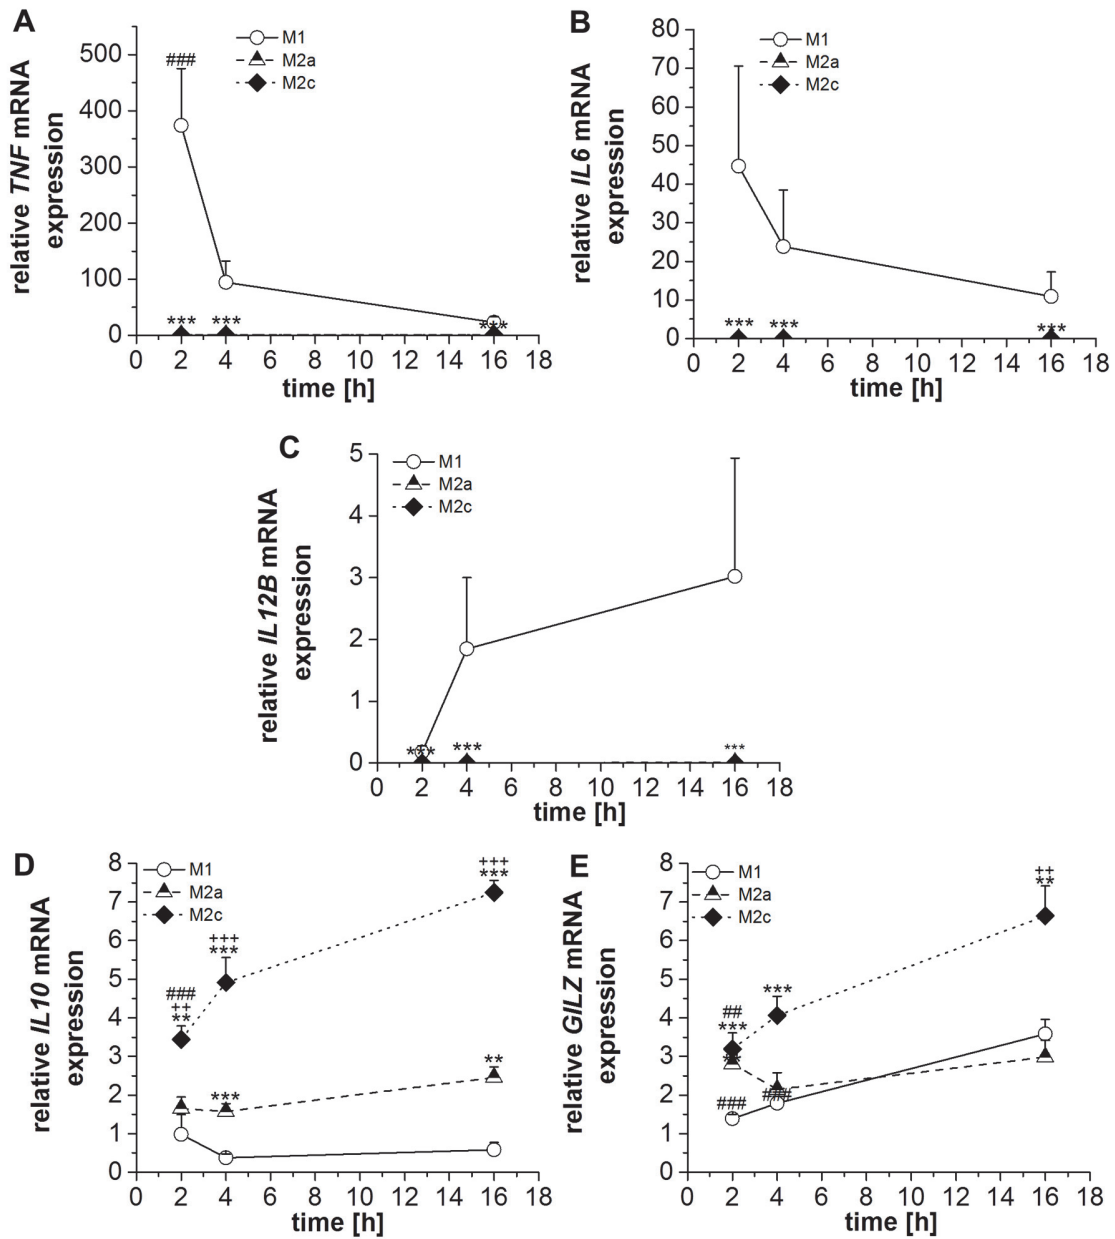 A
relative TNF mRNA
expression
500
400
300
200
100
0
M1
M2a
M2c
###
***
***
***
0 2 4 6 8 10 12 14 16 18
time [h]
B
relative IL6 mRNA
expression
80
70
60
50
40
30
20
10
0
M1
M2a
M2c
***
***
***
0 2 4 6 8 10 12 14 16 18
time [h]
C
relative IL12B mRNA
expression
5
4
3
2
1
0
M1
M2a
M2c
***
***
***
0 2 4 6 8 10 12 14 16 18
time [h]
D
relative IL10 mRNA
expression
8
7
6
5
4
3
2
1
0
M1
M2a
M2c
###
++
**
+++
***
+++
***
***
**
0 2 4 6 8 10 12 14 16 18
time [h]
E
relative GILZ mRNA
expression
8
7
6
5
4
3
2
1
0
M1
M2a
M2c
##
***
**
***
++
**
###
###
0 2 4 6 8 10 12 14 16 18
time [h]